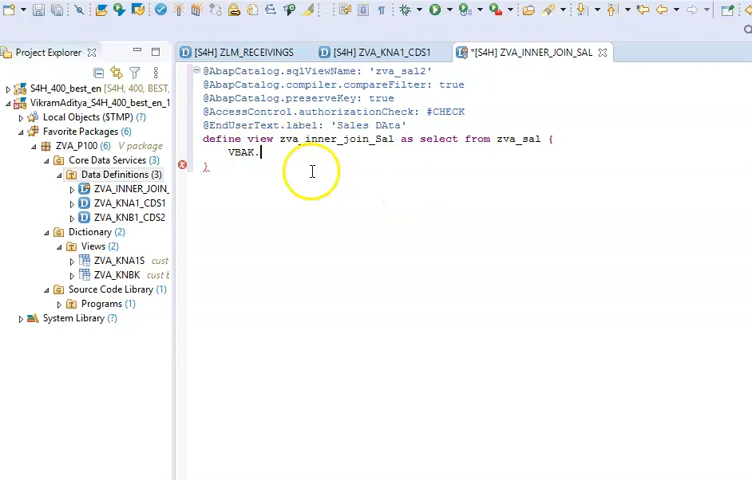 Project Explorer
[S4H] ZLM_RECEIVINGS
[S4H] ZVA_KNA1_CDS1
*[S4H] ZVA_INNER_JOIN_SAL
S4H_400_best_en [S4H, 400, BEST,
VikramAditya_S4H_400_best_en_1
Local Objects ($TMP) (?)
Favorite Packages (6)
ZVA_P100 (6) V package
Core Data Services (3)
Data Definitions (3)
ZVA_INNER_JOIN_
ZVA_KNA1_CDS1
ZVA_KNB1_CDS2
Dictionary (2)
Views (2)
ZVA_KNA1S cust
ZVA_KNBK cust b
Source Code Library (1)
Programs (1)
System Library (?)
@AbapCatalog.sqlViewName: 'zva_sal2'
@AbapCatalog.compiler.compareFilter: true
@AbapCatalog.preserveKey: true
@AccessControl.authorizationCheck: #CHECK
@EndUserText.label: 'Sales DAta'
define view zva_inner_join_Sal as select from zva_sal {
VBAK.
}